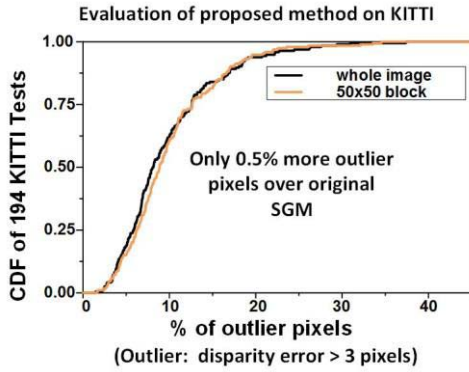 Evaluation of proposed method on KITTI
1.00
0.75
0.50
0.25
0.00
CDF of 194 KITTI Tests
whole image
50x50 block
Only 0.5% more outlier
pixels over original
SGM
0
10
20
30
40
% of outlier pixels
(Outlier: disparity error > 3 pixels)